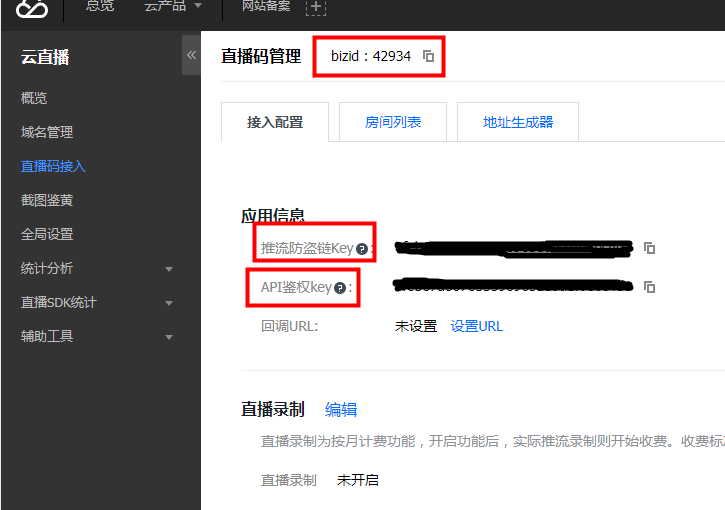 总览 云产品 网站备案
云直播
概览
域名管理
直播码接入
截图鉴黄
全局设置
统计分析
直播SDK统计
辅助工具
直播码管理 bizid：42934
接入配置 房间列表 地址生成器
应用信息
推流防盗链Key ? :
API鉴权key ? :
回调URL: 未设置 设置URL
直播录制 编辑
直播录制为按月计费功能，开启功能后，实际推流录制则开始收费。收费标
直播录制 未开启